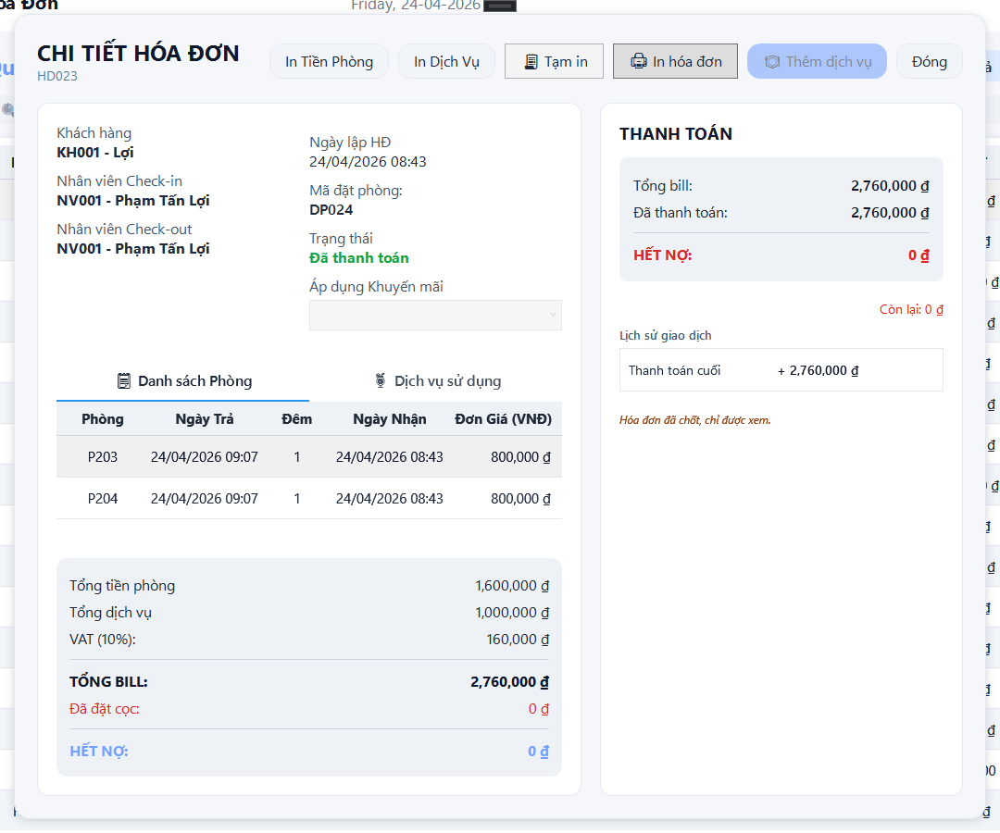 Friday, 24-04-2026
CHI TIẾT HÓA ĐƠN
HD023
In Tiền Phòng
In Dịch Vụ
Tạm in
In hóa đơn
Thêm dịch vụ
Đóng
Khách hàng
KH001 - Lợi
Nhân viên Check-in
NV001 - Phạm Tấn Lợi
Nhân viên Check-out
NV001 - Phạm Tấn Lợi
Ngày lập HĐ
24/04/2026 08:43
Mã đặt phòng:
DP024
Trạng thái
Đã thanh toán
Áp dụng Khuyến mãi
Danh sách Phòng
Dịch vụ sử dụng
Phòng Ngày Trả Đêm Ngày Nhận Đơn Giá (VNĐ)
P203 24/04/2026 09:07 1 24/04/2026 08:43 800,000 ₫
P204 24/04/2026 09:07 1 24/04/2026 08:43 800,000 ₫
Tổng tiền phòng 1,600,000 ₫
Tổng dịch vụ 1,000,000 ₫
VAT (10%): 160,000 ₫
TỔNG BILL: 2,760,000 ₫
Đã đặt cọc: 0 ₫
HẾT NỢ: 0 ₫
THANH TOÁN
Tổng bill: 2,760,000 ₫
Đã thanh toán: 2,760,000 ₫
HẾT NỢ: 0 ₫
Còn lại: 0 ₫
Lịch sử giao dịch
Thanh toán cuối + 2,760,000 ₫
Hóa đơn đã chốt, chỉ được xem.